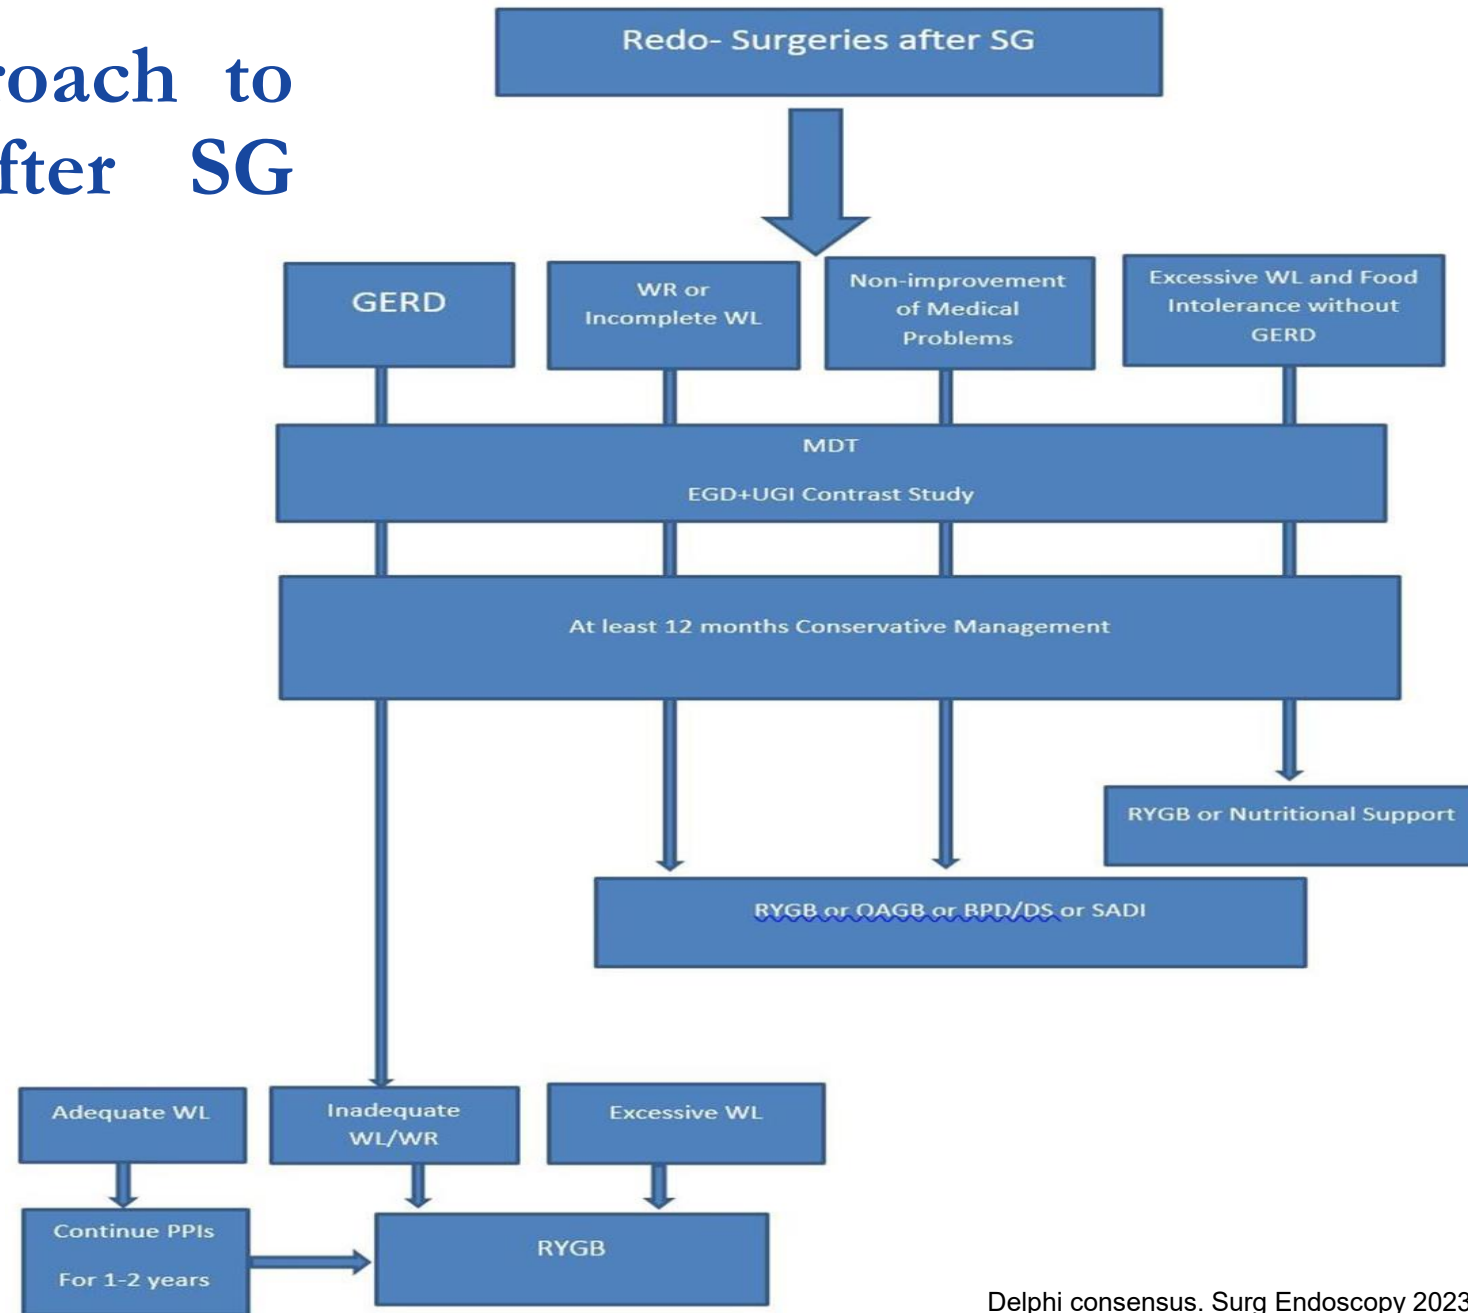 roach to
fter SG
Redo- Surgeries after SG
GERD
WR or
Incomplete WL
Non-improvement
of Medical
Problems
Excessive WL and Food
Intolerance without
GERD
MDT
EGD+UGI Contrast Study
At least 12 months Conservative Management
RYGB or Nutritional Support
RYGB or OAGB or BPD/DS or SADI
Adequate WL
Inadequate
WL/WR
Excessive WL
Continue PPIs
For 1-2 years
RYGB
Delphi consensus. Surg Endoscopy 2023